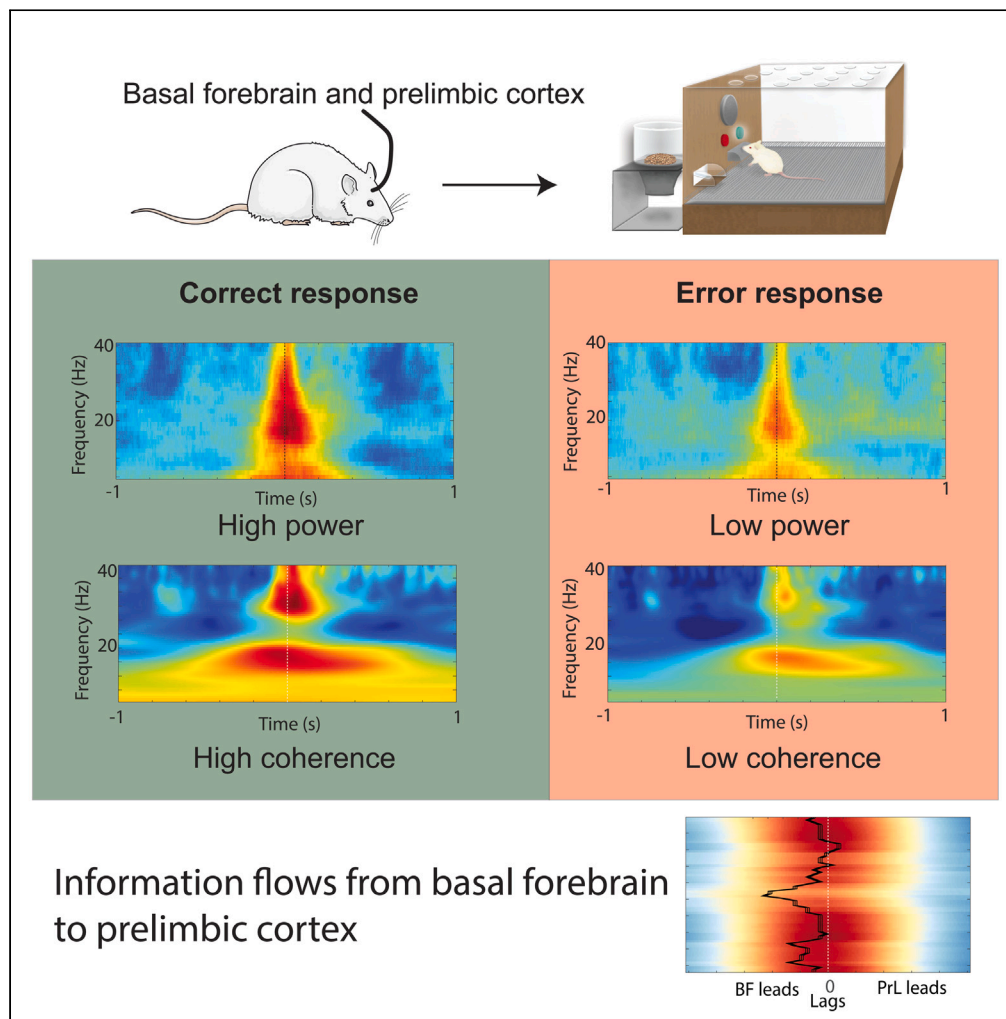 Basal forebrain and prelimbic cortex
Correct response
Error response
40
20
Frequency (Hz)
-1
Time (s)
1
High power
40
20
Frequency (Hz)
-1
Time (s)
1
Low power
40
20
Frequency (Hz)
-1
Time (s)
1
High coherence
40
20
Frequency (Hz)
-1
Time (s)
1
Low coherence
Information flows from basal forebrain
to prelimbic cortex
BF leads
0
Lags
PrL leads